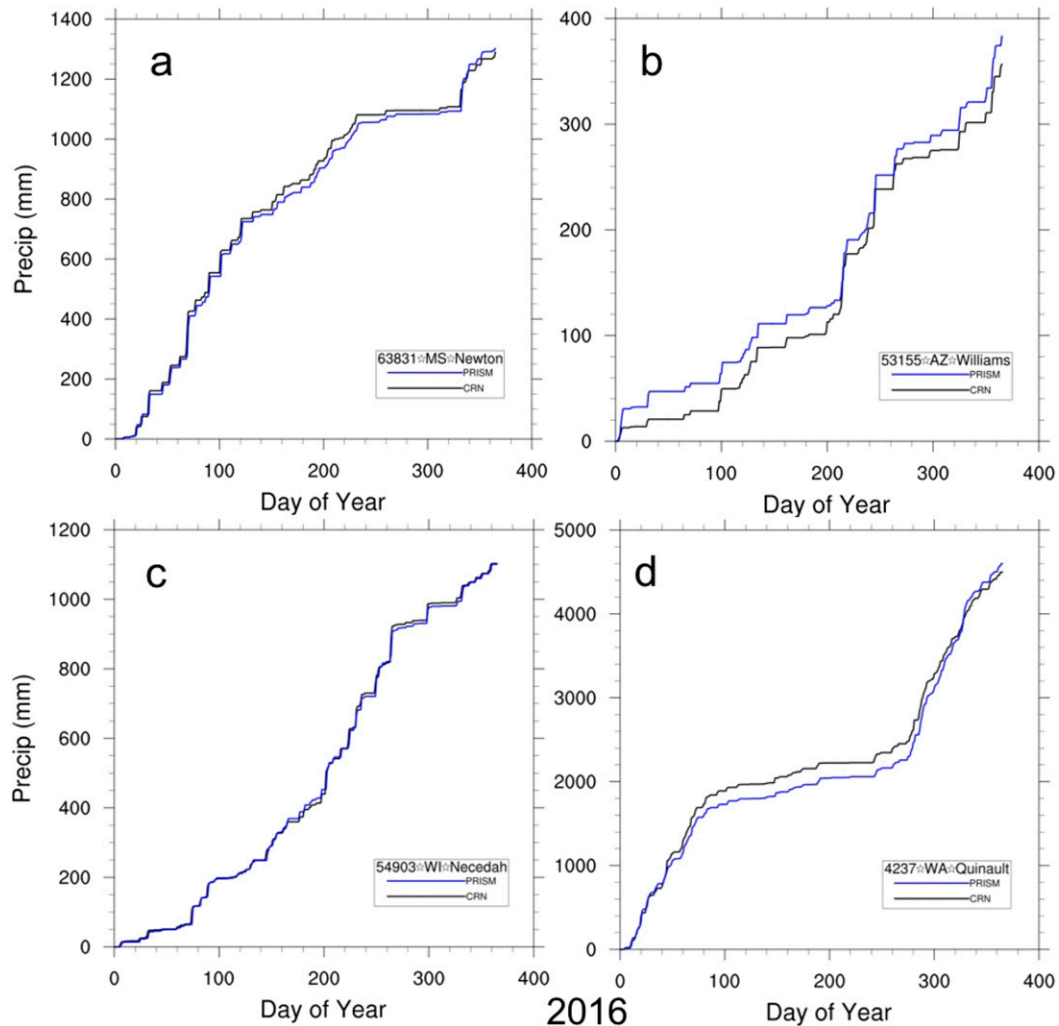 a
1400
1200
1000
800
600
400
200
0
Precip (mm)
0 100 200 300 400
Day of Year
63831☆MS☆Newton
PRISM
CRN
b
400
300
200
100
0
0 100 200 300 400
Day of Year
53155☆AZ☆Williams
PRISM
CRN
c
1200
1000
800
600
400
200
0
Precip (mm)
0 100 200 300 400
Day of Year
54903☆WI☆Necedah
PRISM
CRN
d
5000
4000
3000
2000
1000
0
0 100 200 300 400
Day of Year
4237☆WA☆Quinault
PRISM
CRN
2016